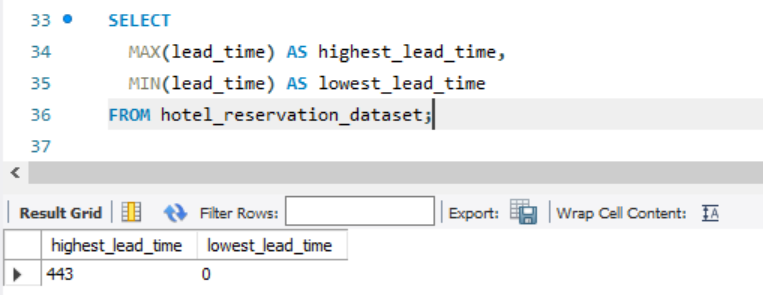 33 SELECT
34 MAX(lead_time) AS highest_lead_time,
35 MIN(lead_time) AS lowest_lead_time
36 FROM hotel_reservation_dataset;
37
Result Grid Filter Rows: Export: Wrap Cell Content: IA
highest_lead_time lowest_lead_time
443 0